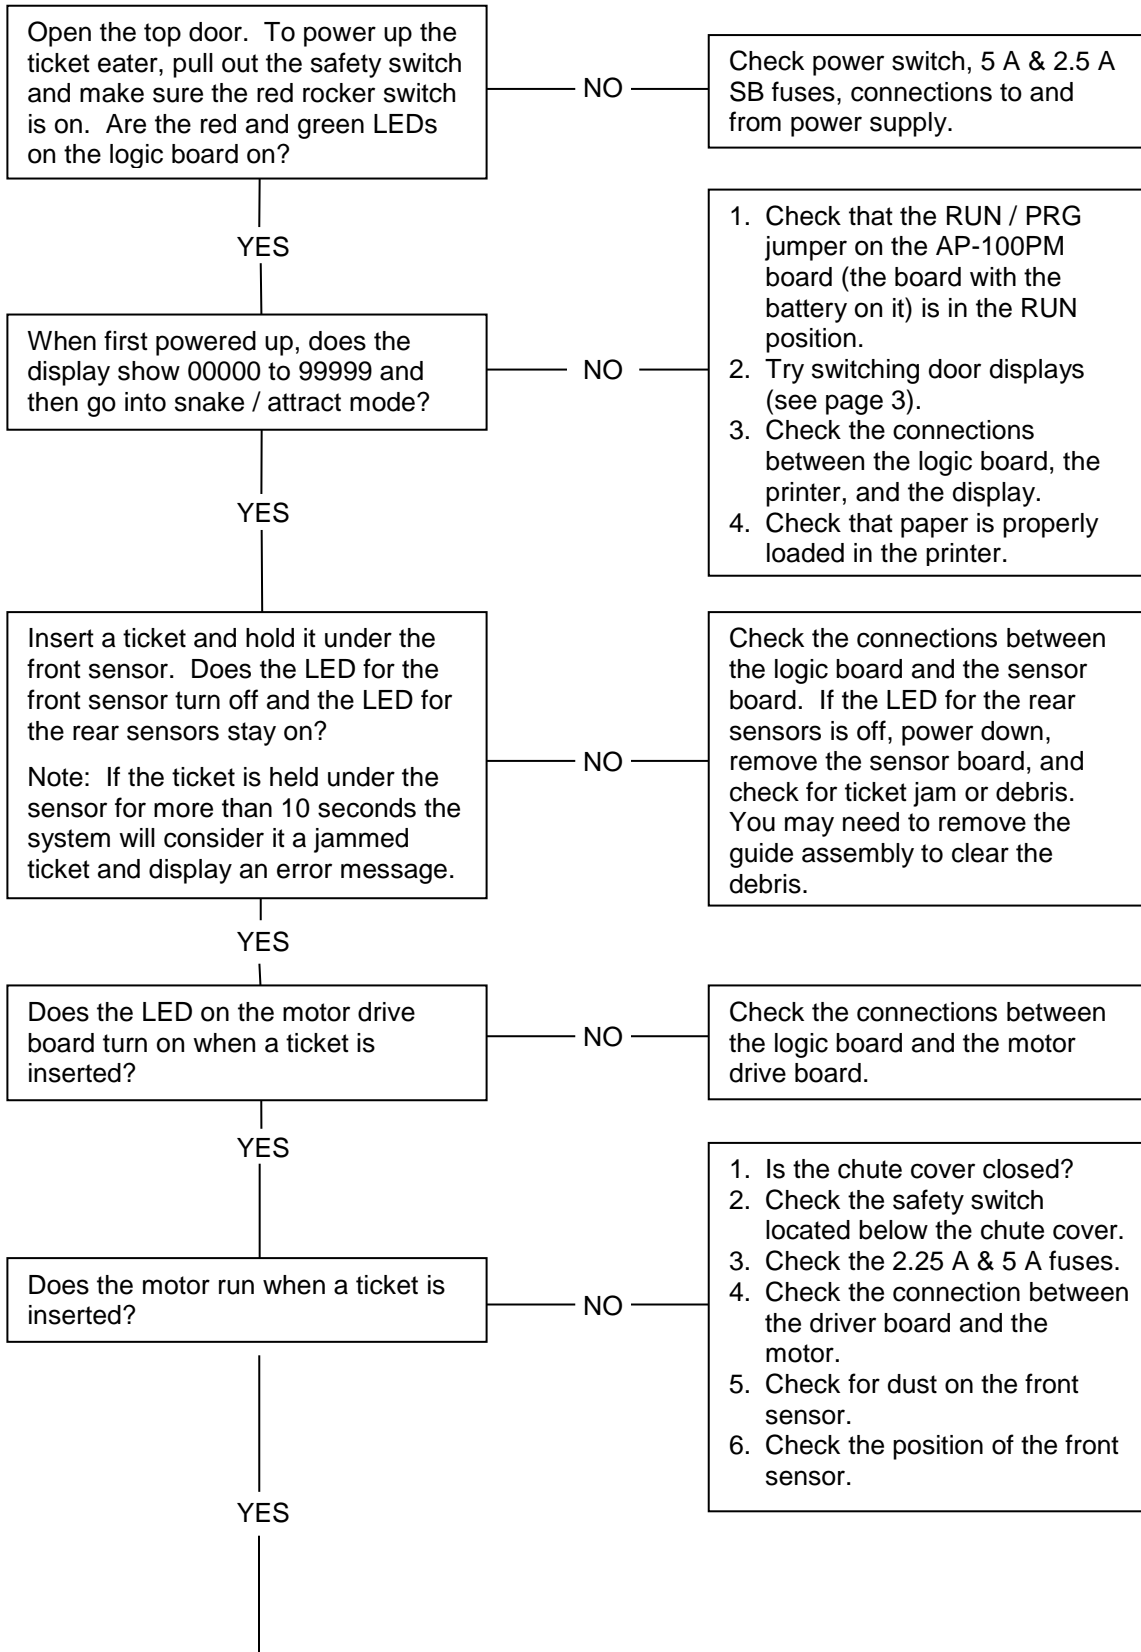 Open the top door. To power up the
ticket eater, pull out the safety switch
and make sure the red rocker switch
is on. Are the red and green LEDs
on the logic board on?
NO
Check power switch, 5 A & 2.5 A
SB fuses, connections to and
from power supply.
YES
When first powered up, does the
display show 00000 to 99999 and
then go into snake / attract mode?
NO
1. Check that the RUN / PRG
jumper on the AP-100PM
board (the board with the
battery on it) is in the RUN
position.
2. Try switching door displays
(see page 3).
3. Check the connections
between the logic board, the
printer, and the display.
4. Check that paper is properly
loaded in the printer.
YES
Insert a ticket and hold it under the
front sensor. Does the LED for the
front sensor turn off and the LED for
the rear sensors stay on?
Note: If the ticket is held under the
sensor for more than 10 seconds the
system will consider it a jammed
ticket and display an error message.
NO
Check the connections between
the logic board and the sensor
board. If the LED for the rear
sensors is off, power down,
remove the sensor board, and
check for ticket jam or debris.
You may need to remove the
guide assembly to clear the
debris.
YES
Does the LED on the motor drive
board turn on when a ticket is
inserted?
NO
Check the connections between
the logic board and the motor
drive board.
YES
Does the motor run when a ticket is
inserted?
NO
1. Is the chute cover closed?
2. Check the safety switch
located below the chute cover.
3. Check the 2.25 A & 5 A fuses.
4. Check the connection between
the driver board and the
motor.
5. Check for dust on the front
sensor.
6. Check the position of the front
sensor.
YES